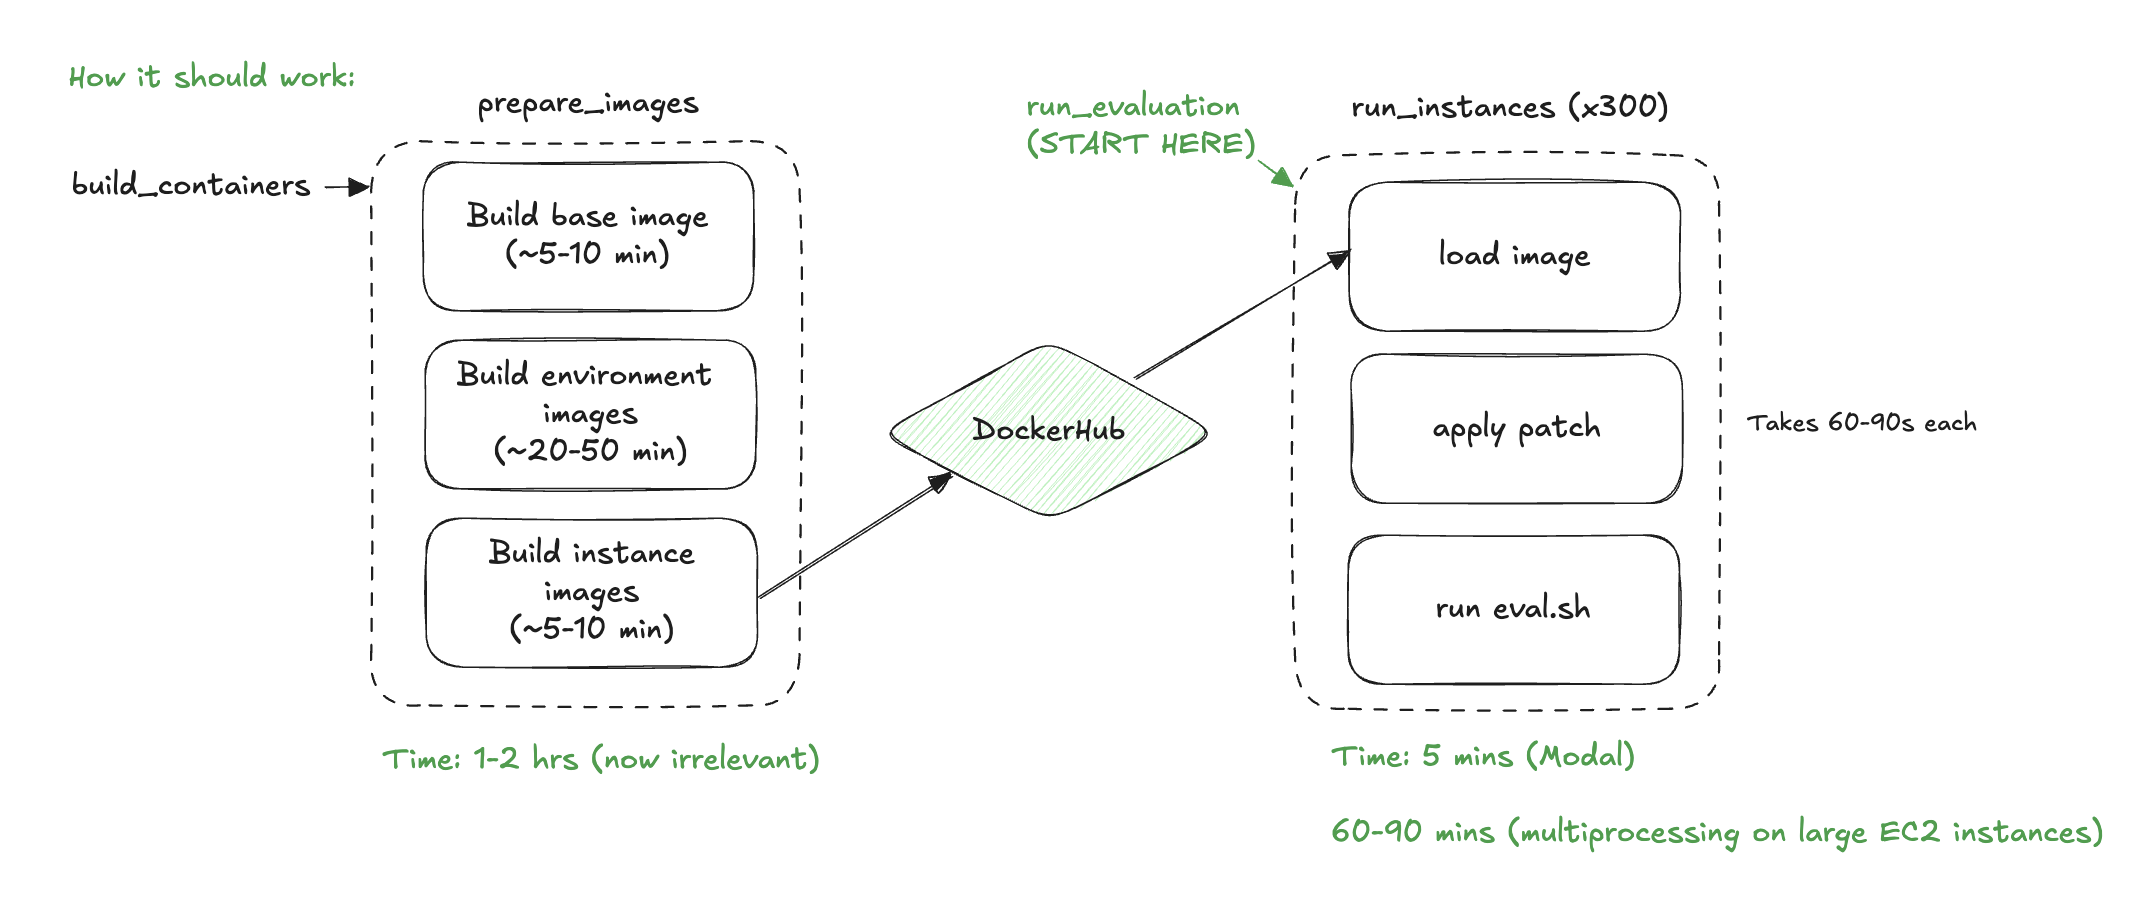 How it should work:
prepare_images
build_containers
Build base image
(~5-10 min)
Build environment
images
(~20-50 min)
Build instance
images
(~5-10 min)
Time: 1-2 hrs (now irrelevant)
DockerHub
run_evaluation
(START HERE)
run_instances (x300)
load image
apply patch
run eval.sh
Takes 60-90s each
Time: 5 mins (Modal)
60-90 mins (multiprocessing on large EC2 instances)